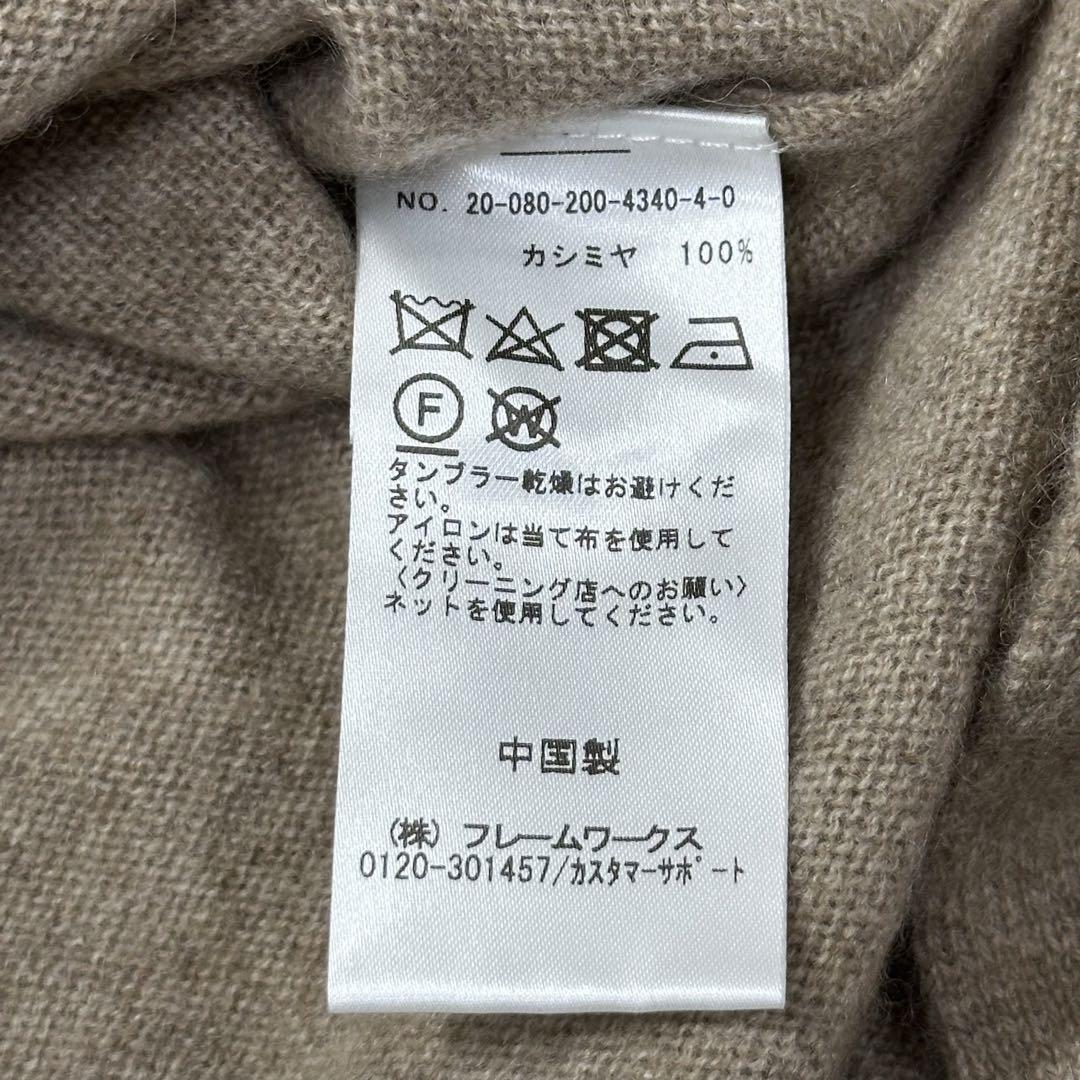 NO. 20-080-200-4340-4-0
カシミヤ 100%
F
W
タンブラー乾燥はお避けくだ
さい。
アイロンは当て布を使用して
ください。
〈クリーニング店へのお願い〉
ネットを使用してください。
中国製
(株) フレームワークス
0120-301457/カスタマーサポート